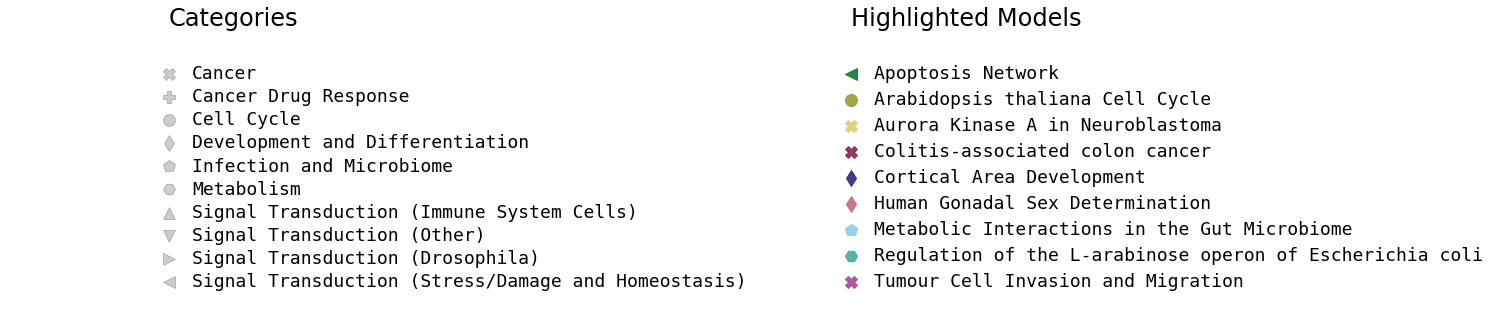 Categories
Cancer
Cancer Drug Response
Cell Cycle
Development and Differentiation
Infection and Microbiome
Metabolism
Signal Transduction (Immune System Cells)
Signal Transduction (Other)
Signal Transduction (Drosophila)
Signal Transduction (Stress/Damage and Homeostasis)
Highlighted Models
Apoptosis Network
Arabidopsis thaliana Cell Cycle
Aurora Kinase A in Neuroblastoma
Colitis-associated colon cancer
Cortical Area Development
Human Gonadal Sex Determination
Metabolic Interactions in the Gut Microbiome
Regulation of the L-arabinose operon of Escherichia coli
Tumour Cell Invasion and Migration